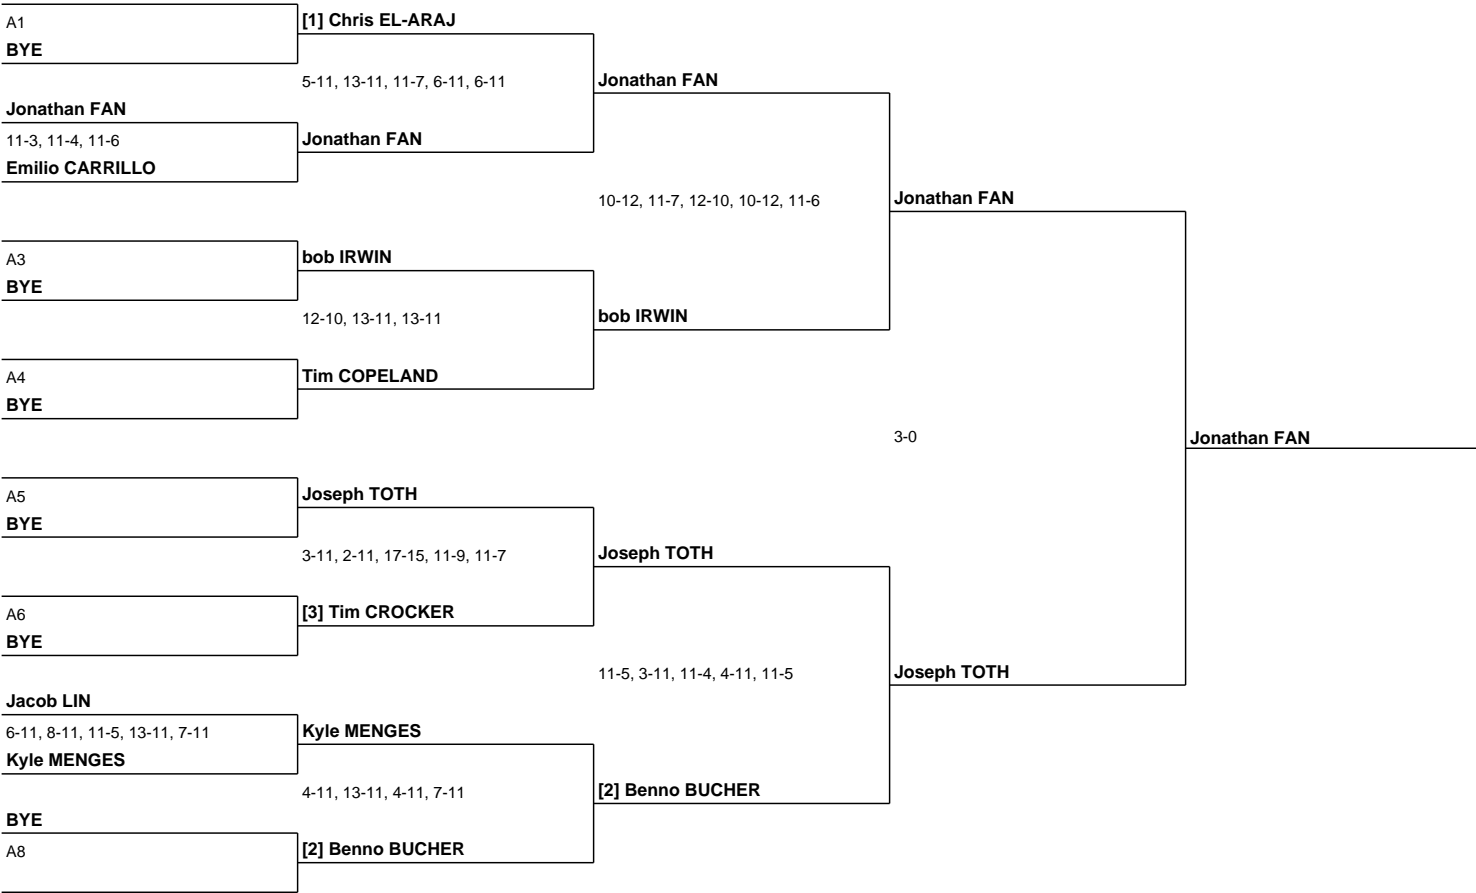 A1
BYE
[1] Chris EL-ARAJ
5-11, 13-11, 11-7, 6-11, 6-11
Jonathan FAN
11-3, 11-4, 11-6
Emilio CARRILLO
Jonathan FAN
Jonathan FAN
10-12, 11-7, 12-10, 10-12, 11-6
Jonathan FAN
A3
BYE
bob IRWIN
12-10, 13-11, 13-11
bob IRWIN
A4
BYE
Tim COPELAND
3-0
Jonathan FAN
A5
BYE
Joseph TOTH
3-11, 2-11, 17-15, 11-9, 11-7
Joseph TOTH
A6
BYE
[3] Tim CROCKER
11-5, 3-11, 11-4, 4-11, 11-5
Joseph TOTH
Jacob LIN
6-11, 8-11, 11-5, 13-11, 7-11
Kyle MENGES
Kyle MENGES
4-11, 13-11, 4-11, 7-11
[2] Benno BUCHER
BYE
A8
[2] Benno BUCHER